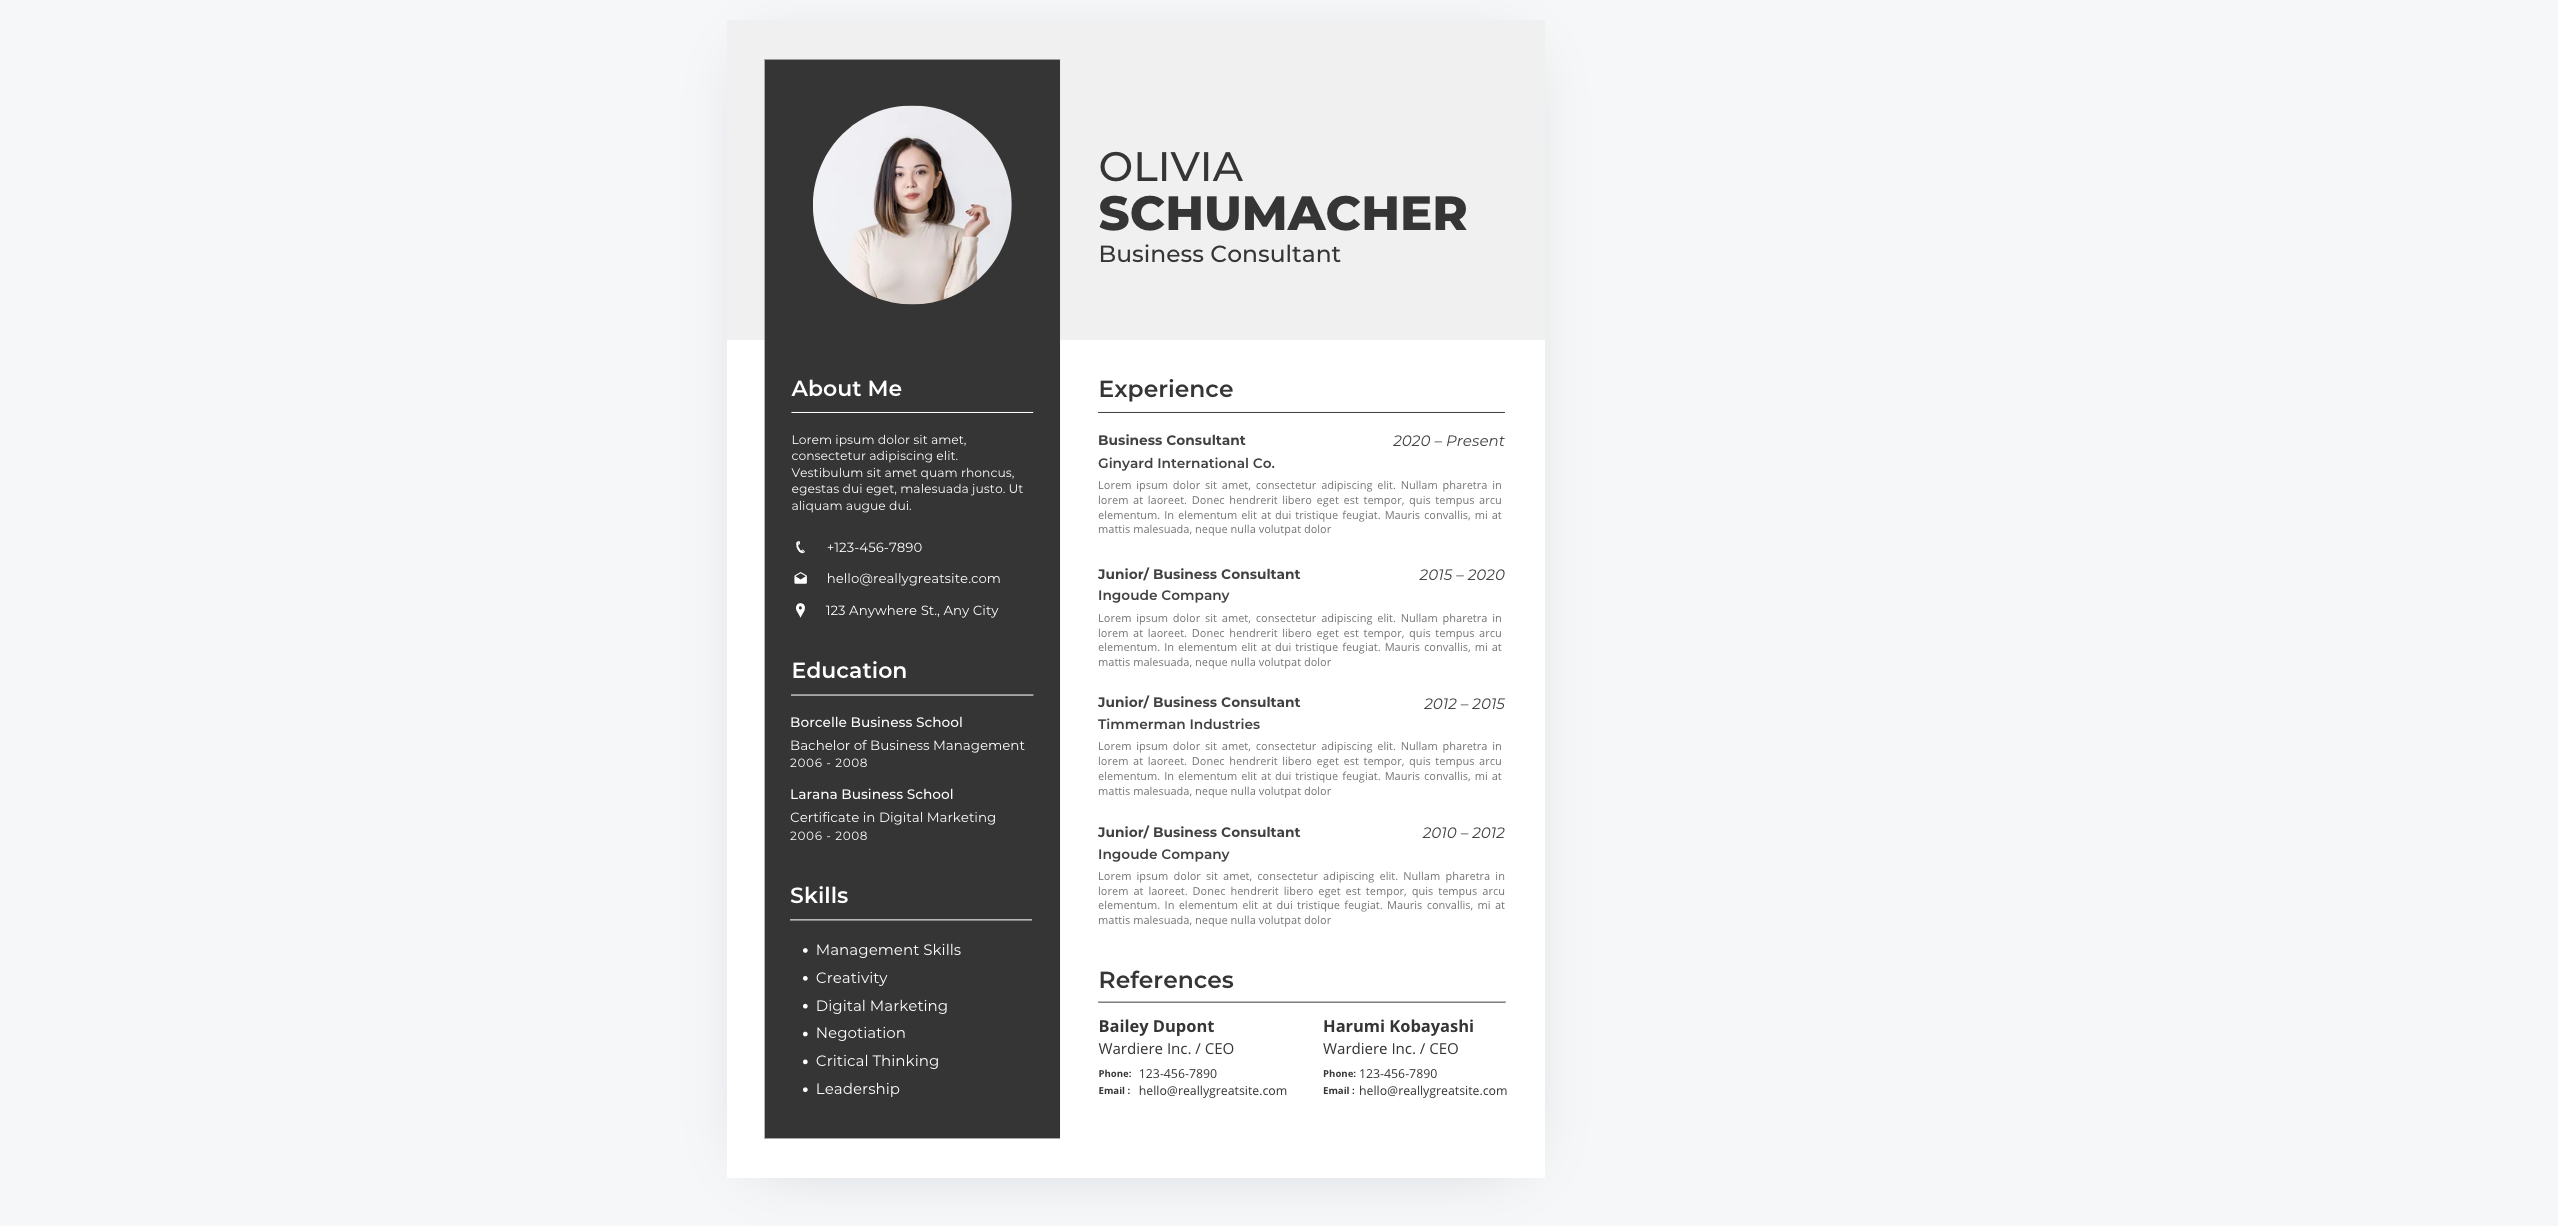 OLIVIA
SCHUMACHER
Business Consultant
About Me
Lorem ipsum dolor sit amet,
consectetur adipiscing elit.
Vestibulum sit amet quam rhoncus,
egestas dui eget, malesuada justo. Ut
aliquam augue dui.
+123-456-7890
hello@reallygreatsite.com
123 Anywhere St., Any City
Education
Borcelle Business School
Bachelor of Business Management
2006 - 2008
Larana Business School
Certificate in Digital Marketing
2006 - 2008
Skills
• Management Skills
• Creativity
• Digital Marketing
• Negotiation
• Critical Thinking
• Leadership
Experience
Business Consultant 2020 – Present
Ginyard International Co.
Lorem ipsum dolor sit amet, consectetur adipiscing elit. Nullam pharetra in
lorem at laoreet. Donec hendrerit libero eget est tempor, quis tempus arcu
elementum. In elementum elit at dui tristique feugiat. Mauris convallis, mi at
mattis malesuada, neque nulla volutpat dolor
Junior/ Business Consultant 2015 – 2020
Ingoude Company
Lorem ipsum dolor sit amet, consectetur adipiscing elit. Nullam pharetra in
lorem at laoreet. Donec hendrerit libero eget est tempor, quis tempus arcu
elementum. In elementum elit at dui tristique feugiat. Mauris convallis, mi at
mattis malesuada, neque nulla volutpat dolor
Junior/ Business Consultant 2012 – 2015
Timmerman Industries
Lorem ipsum dolor sit amet, consectetur adipiscing elit. Nullam pharetra in
lorem at laoreet. Donec hendrerit libero eget est tempor, quis tempus arcu
elementum. In elementum elit at dui tristique feugiat. Mauris convallis, mi at
mattis malesuada, neque nulla volutpat dolor
Junior/ Business Consultant 2010 – 2012
Ingoude Company
Lorem ipsum dolor sit amet, consectetur adipiscing elit. Nullam pharetra in
lorem at laoreet. Donec hendrerit libero eget est tempor, quis tempus arcu
elementum. In elementum elit at dui tristique feugiat. Mauris convallis, mi at
mattis malesuada, neque nulla volutpat dolor
References
Bailey Dupont
Wardiere Inc. / CEO
Phone: 123-456-7890
Email : hello@reallygreatsite.com
Harumi Kobayashi
Wardiere Inc. / CEO
Phone: 123-456-7890
Email : hello@reallygreatsite.com